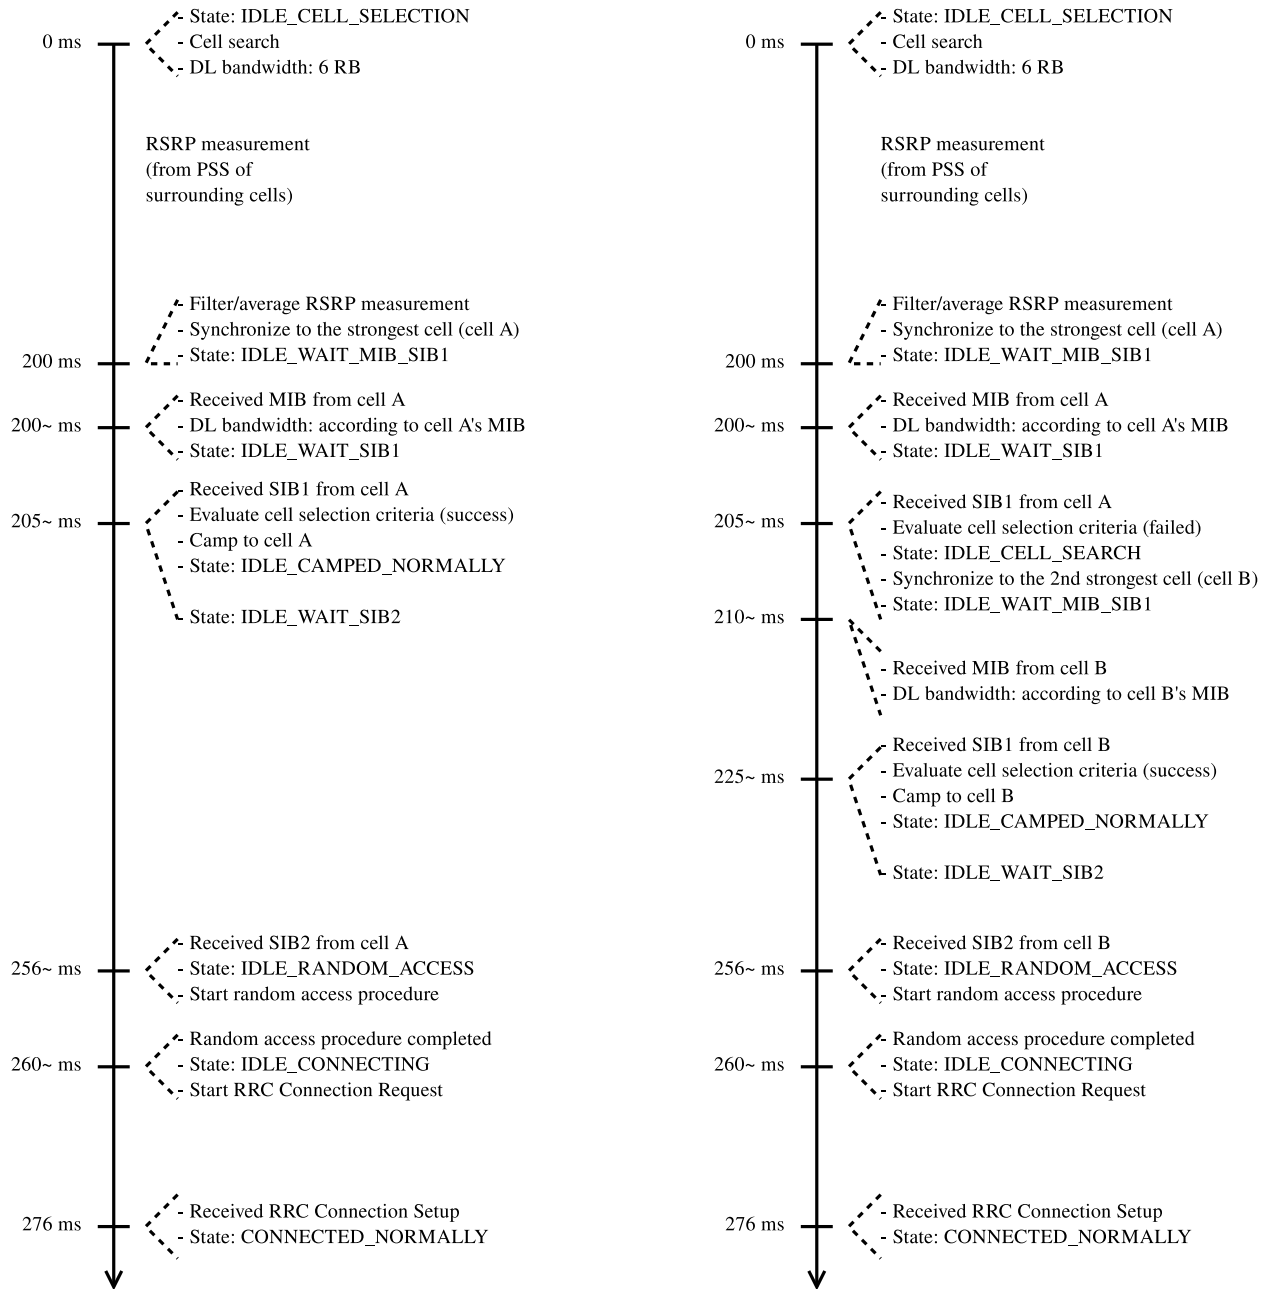 0 ms
- State: IDLE_CELL_SELECTION
- Cell search
- DL bandwidth: 6 RB
RSRP measurement
(from PSS of
surrounding cells)
- Filter/average RSRP measurement
- Synchronize to the strongest cell (cell A)
- State: IDLE_WAIT_MIB_SIB1
200 ms
- Received MIB from cell A
200~ ms
- DL bandwidth: according to cell A's MIB
- State: IDLE_WAIT_SIB1
- Received SIB1 from cell A
205~ ms
- Evaluate cell selection criteria (success)
- Camp to cell A
- State: IDLE_CAMPED_NORMALLY
- State: IDLE_WAIT_SIB2
- Received SIB2 from cell A
256~ ms
- State: IDLE_RANDOM_ACCESS
- Start random access procedure
- Random access procedure completed
260~ ms
- State: IDLE_CONNECTING
- Start RRC Connection Request
- Received RRC Connection Setup
276 ms
- State: CONNECTED_NORMALLY
0 ms
- State: IDLE_CELL_SELECTION
- Cell search
- DL bandwidth: 6 RB
RSRP measurement
(from PSS of
surrounding cells)
- Filter/average RSRP measurement
- Synchronize to the strongest cell (cell A)
- State: IDLE_WAIT_MIB_SIB1
200 ms
- Received MIB from cell A
200~ ms
- DL bandwidth: according to cell A's MIB
- State: IDLE_WAIT_SIB1
- Received SIB1 from cell A
205~ ms
- Evaluate cell selection criteria (failed)
- State: IDLE_CELL_SEARCH
- Synchronize to the 2nd strongest cell (cell B)
- State: IDLE_WAIT_MIB_SIB1
210~ ms
- Received MIB from cell B
- DL bandwidth: according to cell B's MIB
- Received SIB1 from cell B
225~ ms
- Evaluate cell selection criteria (success)
- Camp to cell B
- State: IDLE_CAMPED_NORMALLY
- State: IDLE_WAIT_SIB2
- Received SIB2 from cell B
256~ ms
- State: IDLE_RANDOM_ACCESS
- Start random access procedure
- Random access procedure completed
260~ ms
- State: IDLE_CONNECTING
- Start RRC Connection Request
- Received RRC Connection Setup
276 ms
- State: CONNECTED_NORMALLY